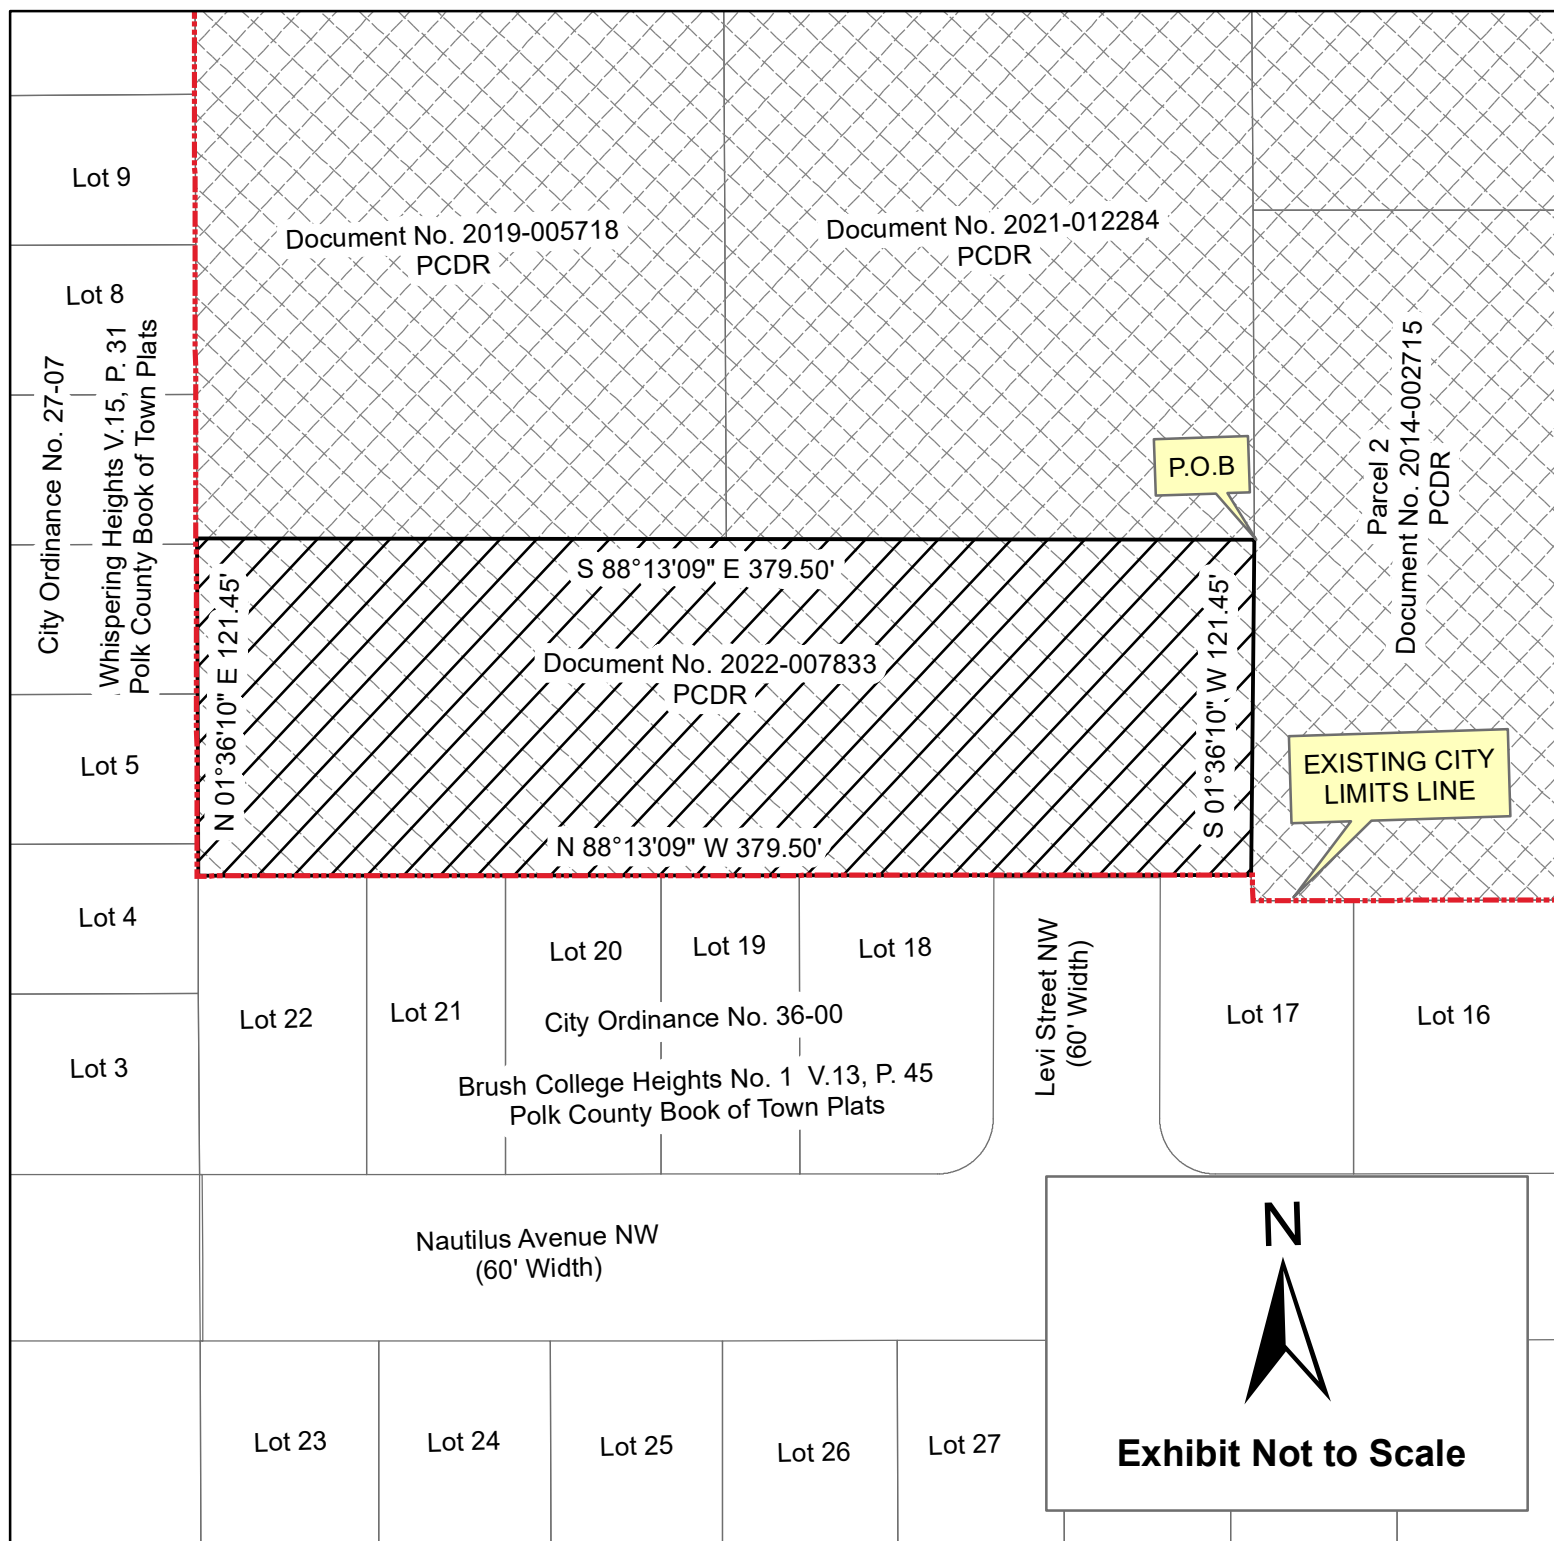 Lot 9
Document No. 2019-005718
PCDR
Document No. 2021-012284
PCDR
Lot 8
City Ordinance No. 27-07
Whispering Heights V.15, P. 31
Polk County Book of Town Plats
Parcel 2
Document No. 2014-002715
PCDR
P.O.B
S 88°13'09" E 379.50'
N 01°36'10" E 121.45'
Document No. 2022-007833
PCDR
S 01°36'10" W 121.45'
N 88°13'09" W 379.50'
EXISTING CITY
LIMITS LINE
Lot 5
Lot 4
Lot 3
Lot 22
Lot 21
Lot 20
Lot 19
Lot 18
City Ordinance No. 36-00
Brush College Heights No. 1 V.13, P. 45
Polk County Book of Town Plats
Levi Street NW
(60' Width)
Lot 17
Lot 16
Nautilus Avenue NW
(60' Width)
N
Exhibit Not to Scale
Lot 23
Lot 24
Lot 25
Lot 26
Lot 27